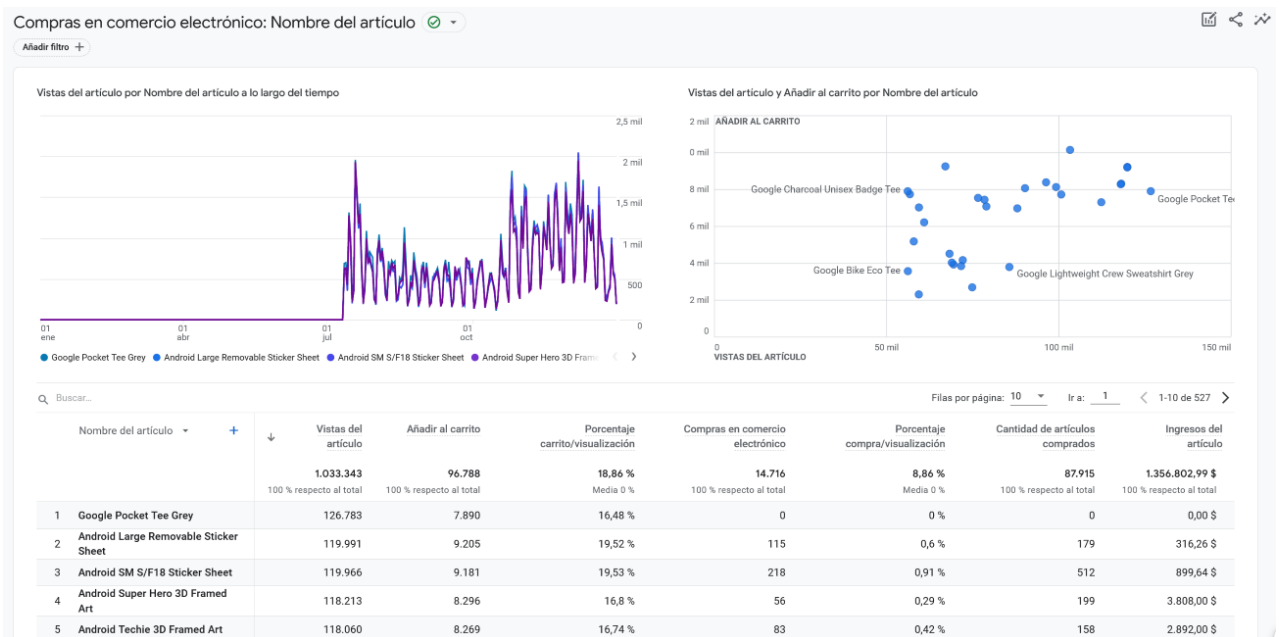 Compras en comercio electrónico: Nombre del artículo
Añadir filtro +
Vistas del artículo por Nombre del artículo a lo largo del tiempo
2,5 mil
2 mil
1,5 mil
1 mil
500
0
01 ene
01 abr
01 jul
01 oct
Google Pocket Tee Grey Android Large Removable Sticker Sheet Android SM S/F18 Sticker Sheet Android Super Hero 3D Frame
Vistas del artículo y Añadir al carrito por Nombre del artículo
2 mil AÑADIR AL CARRITO
0 mil
8 mil
6 mil
4 mil
2 mil
0
Google Charcoal Unisex Badge Tee
Google Pocket Tee
Google Bike Eco Tee
Google Lightweight Crew Sweatshirt Grey
0 50 mil 100 mil 150 mil
VISTAS DEL ARTÍCULO
Buscar...
Filas por página: 10 Ir a: 1 1-10 de 527
Nombre del artículo + Vistas del artículo Añadir al carrito Porcentaje carrito/visualización Compras en comercio electrónico Porcentaje compra/visualización Cantidad de artículos comprados Ingresos del artículo
1.033.343 96.788 18,86 % 14.716 8,86 % 87.915 1.356.802,99 $
100 % respecto al total 100 % respecto al total Media 0 % 100 % respecto al total Media 0 % 100 % respecto al total 100 % respecto al total
1 Google Pocket Tee Grey 126.783 7.890 16,48 % 0 0 % 0 0,00 $
2 Android Large Removable Sticker Sheet 119.991 9.205 19,52 % 115 0,6 % 179 316,26 $
3 Android SM S/F18 Sticker Sheet 119.966 9.181 19,53 % 218 0,91 % 512 899,64 $
4 Android Super Hero 3D Framed Art 118.213 8.296 16,8 % 56 0,29 % 199 3.808,00 $
5 Android Techie 3D Framed Art 118.060 8.269 16,74 % 83 0,42 % 158 2.892,00 $